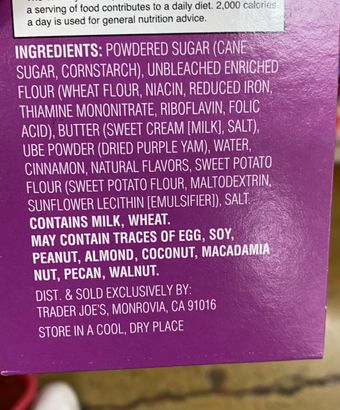 a serving of food contributes to a daily diet. 2,000 calories
a day is used for general nutrition advice.
INGREDIENTS: POWDERED SUGAR (CANE
SUGAR, CORNSTARCH), UNBLEACHED ENRICHED
FLOUR (WHEAT FLOUR, NIACIN, REDUCED IRON,
THIAMINE MONONITRATE, RIBOFLAVIN, FOLIC
ACID), BUTTER (SWEET CREAM [MILK], SALT),
UBE POWDER (DRIED PURPLE YAM), WATER,
CINNAMON, NATURAL FLAVORS, SWEET POTATO
FLOUR (SWEET POTATO FLOUR, MALTODEXTRIN,
SUNFLOWER LECITHIN [EMULSIFIER]), SALT.
CONTAINS MILK, WHEAT.
MAY CONTAIN TRACES OF EGG, SOY,
PEANUT, ALMOND, COCONUT, MACADAMIA
NUT, PECAN, WALNUT.
DIST. & SOLD EXCLUSIVELY BY:
TRADER JOE'S, MONROVIA, CA 91016
STORE IN A COOL, DRY PLACE